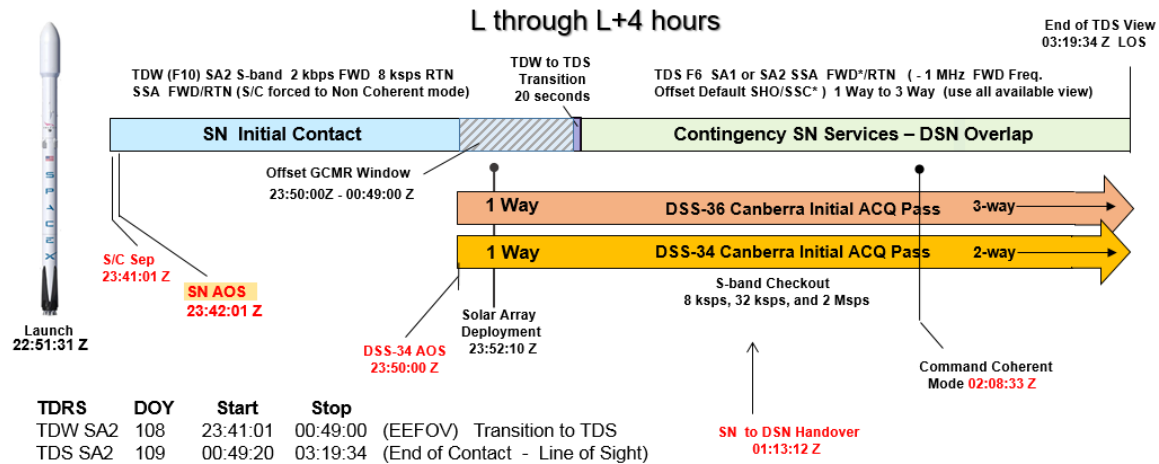 L through L+4 hours
End of TDS View
03:19:34 Z LOS
TDW (F10) SA2 S-band 2 kbps FWD 8 ksps RTN
SSA FWD/RTN (S/C forced to Non Coherent mode)
TDW to TDS
Transition
20 seconds
TDS F6 SA1 or SA2 SSA FWD*/RTN ( - 1 MHz FWD Freq.
Offset Default SHO/SSC* ) 1 Way to 3 Way (use all available view)
SN Initial Contact
Contingency SN Services – DSN Overlap
Offset GCMR Window
23:50:00Z - 00:49:00 Z
1 Way
DSS-36 Canberra Initial ACQ Pass
3-way
1 Way
DSS-34 Canberra Initial ACQ Pass
2-way
SPACEX
S/C Sep
23:41:01 Z
SN AOS
23:42:01 Z
Launch
22:51:31 Z
DSS-34 AOS
23:50:00 Z
Solar Array
Deployment
23:52:10 Z
S-band Checkout
8 ksps, 32 ksps, and 2 Msps
Command Coherent
Mode 02:08:33 Z
SN to DSN Handover
01:13:12 Z
TDRS DOY Start Stop
TDW SA2 108 23:41:01 00:49:00 (EEFOV) Transition to TDS
TDS SA2 109 00:49:20 03:19:34 (End of Contact - Line of Sight)